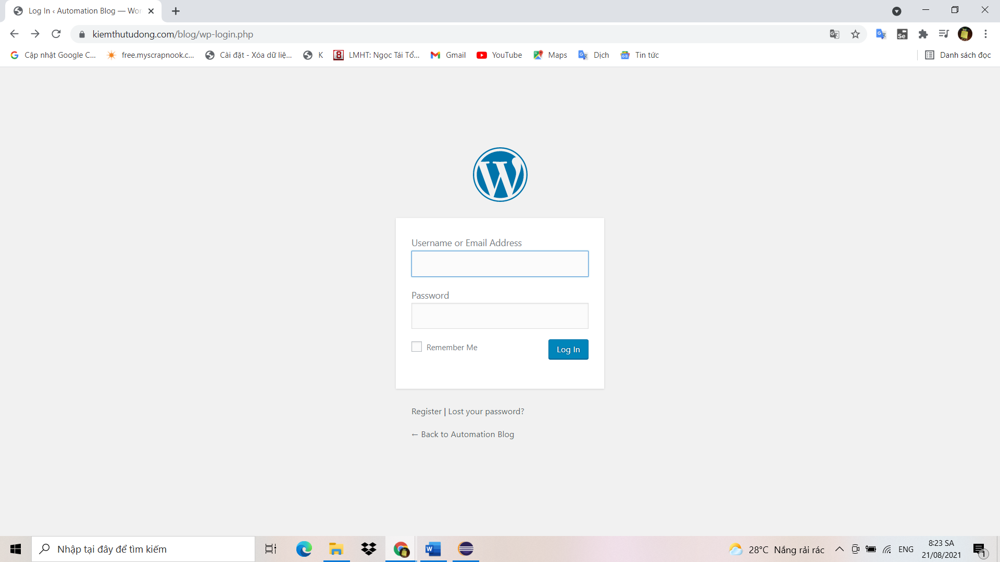 Log In ‹ Automation Blog — Wor
kiemthutudong.com/blog/wp-login.php
Cập nhật Google C... free.myscrapnook.c... Cài đặt - Xóa dữ liệ... K LMHT: Ngọc Tái Tổ... Gmail YouTube Maps Dịch Tin tức Danh sách đọc
Username or Email Address
Password
Remember Me Log In
Register | Lost your password?
← Back to Automation Blog
Nhập tại đây để tìm kiếm 28°C Nắng rải rác ENG 8:23 SA
21/08/2021 1